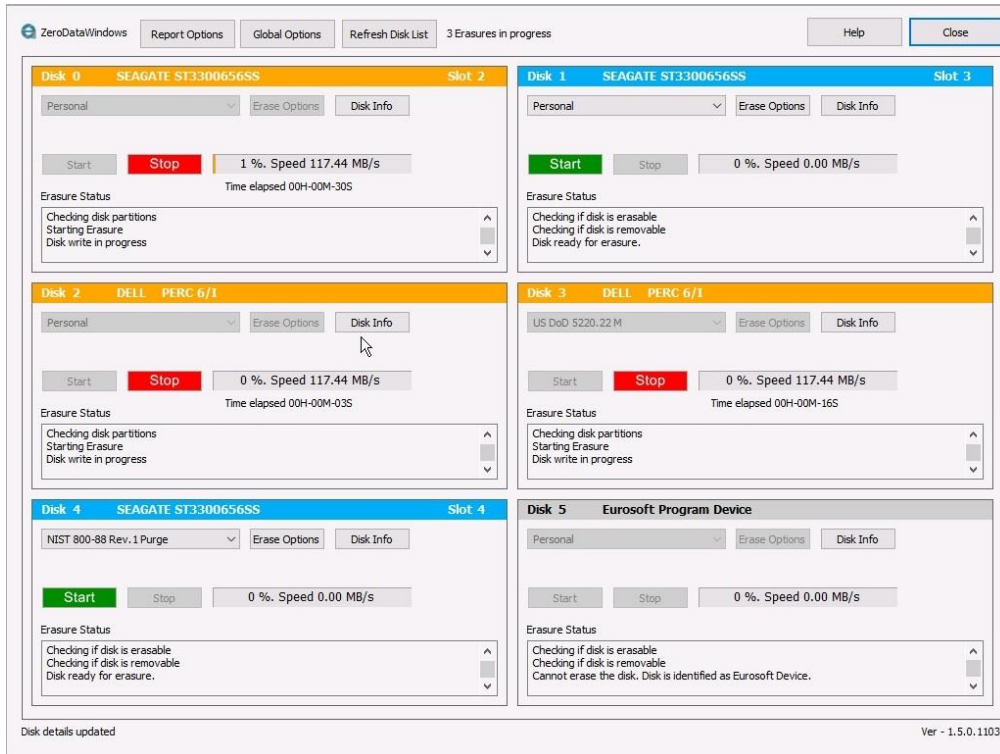 ZeroDataWindows Report Options Global Options Refresh Disk List 3 Erasures in progress Help Close
Disk 0 SEAGATE ST3300656SS Slot 2
Personal Erase Options Disk Info
Start Stop 1 %. Speed 117.44 MB/s
Time elapsed 00H-00M-30S
Erasure Status
Checking disk partitions
Starting Erasure
Disk write in progress
Disk 1 SEAGATE ST3300656SS Slot 3
Personal Erase Options Disk Info
Start Stop 0 %. Speed 0.00 MB/s
Erasure Status
Checking if disk is erasable
Checking if disk is removable
Disk ready for erasure.
Disk 2 DELL PERC 6/I
Personal Erase Options Disk Info
Start Stop 0 %. Speed 117.44 MB/s
Time elapsed 00H-00M-03S
Erasure Status
Checking disk partitions
Starting Erasure
Disk write in progress
Disk 3 DELL PERC 6/I
US DoD 5220.22 M Erase Options Disk Info
Start Stop 0 %. Speed 117.44 MB/s
Time elapsed 00H-00M-16S
Erasure Status
Checking disk partitions
Starting Erasure
Disk write in progress
Disk 4 SEAGATE ST3300656SS Slot 4
NIST 800-88 Rev.1 Purge Erase Options Disk Info
Start Stop 0 %. Speed 0.00 MB/s
Erasure Status
Checking if disk is erasable
Checking if disk is removable
Disk ready for erasure.
Disk 5 Eurosoft Program Device
Personal Erase Options Disk Info
Start Stop 0 %. Speed 0.00 MB/s
Erasure Status
Checking if disk is erasable
Checking if disk is removable
Cannot erase the disk. Disk is identified as Eurosoft Device.
Disk details updated Ver - 1.5.0.1103